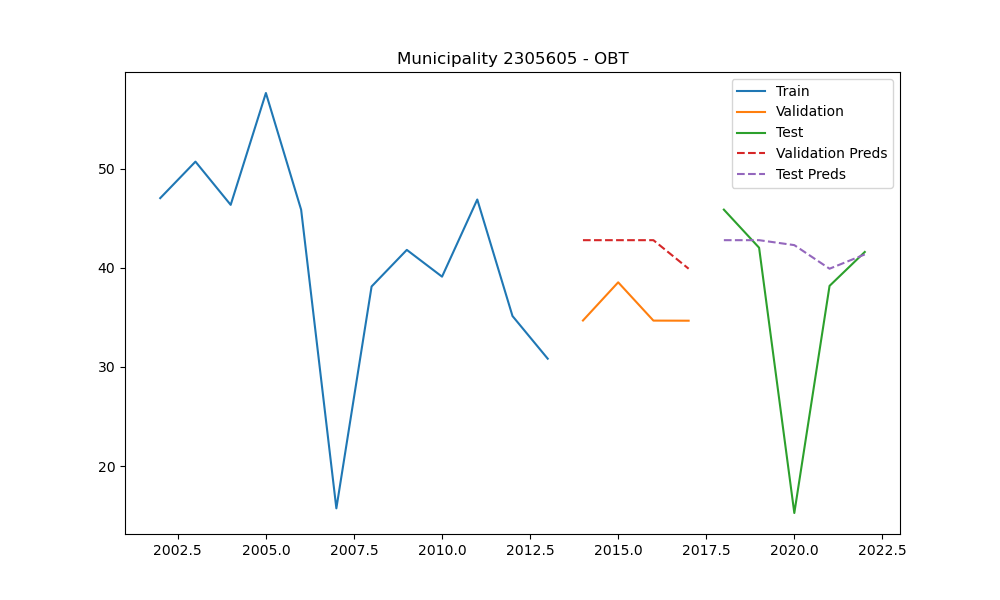 Municipality 2305605 - OBT
Train
Validation
Test
Validation Preds
Test Preds
50
40
30
20
2002.5 2005.0 2007.5 2010.0 2012.5 2015.0 2017.5 2020.0 2022.5